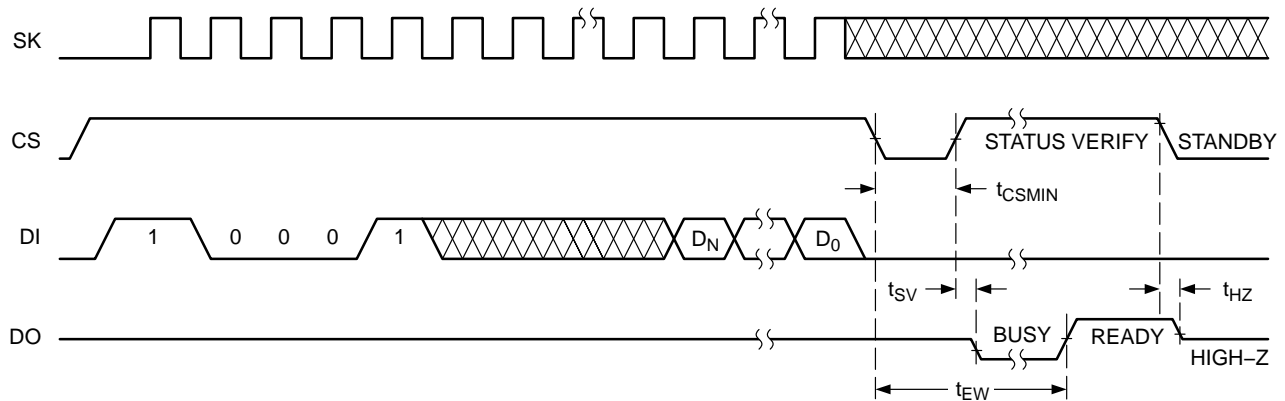 SK
CS
STATUS VERIFY
STANDBY
tCSMIN
DI
1
0
0
0
1
DN
D0
tSV
tHZ
DO
BUSY
READY
HIGH–Z
tEW